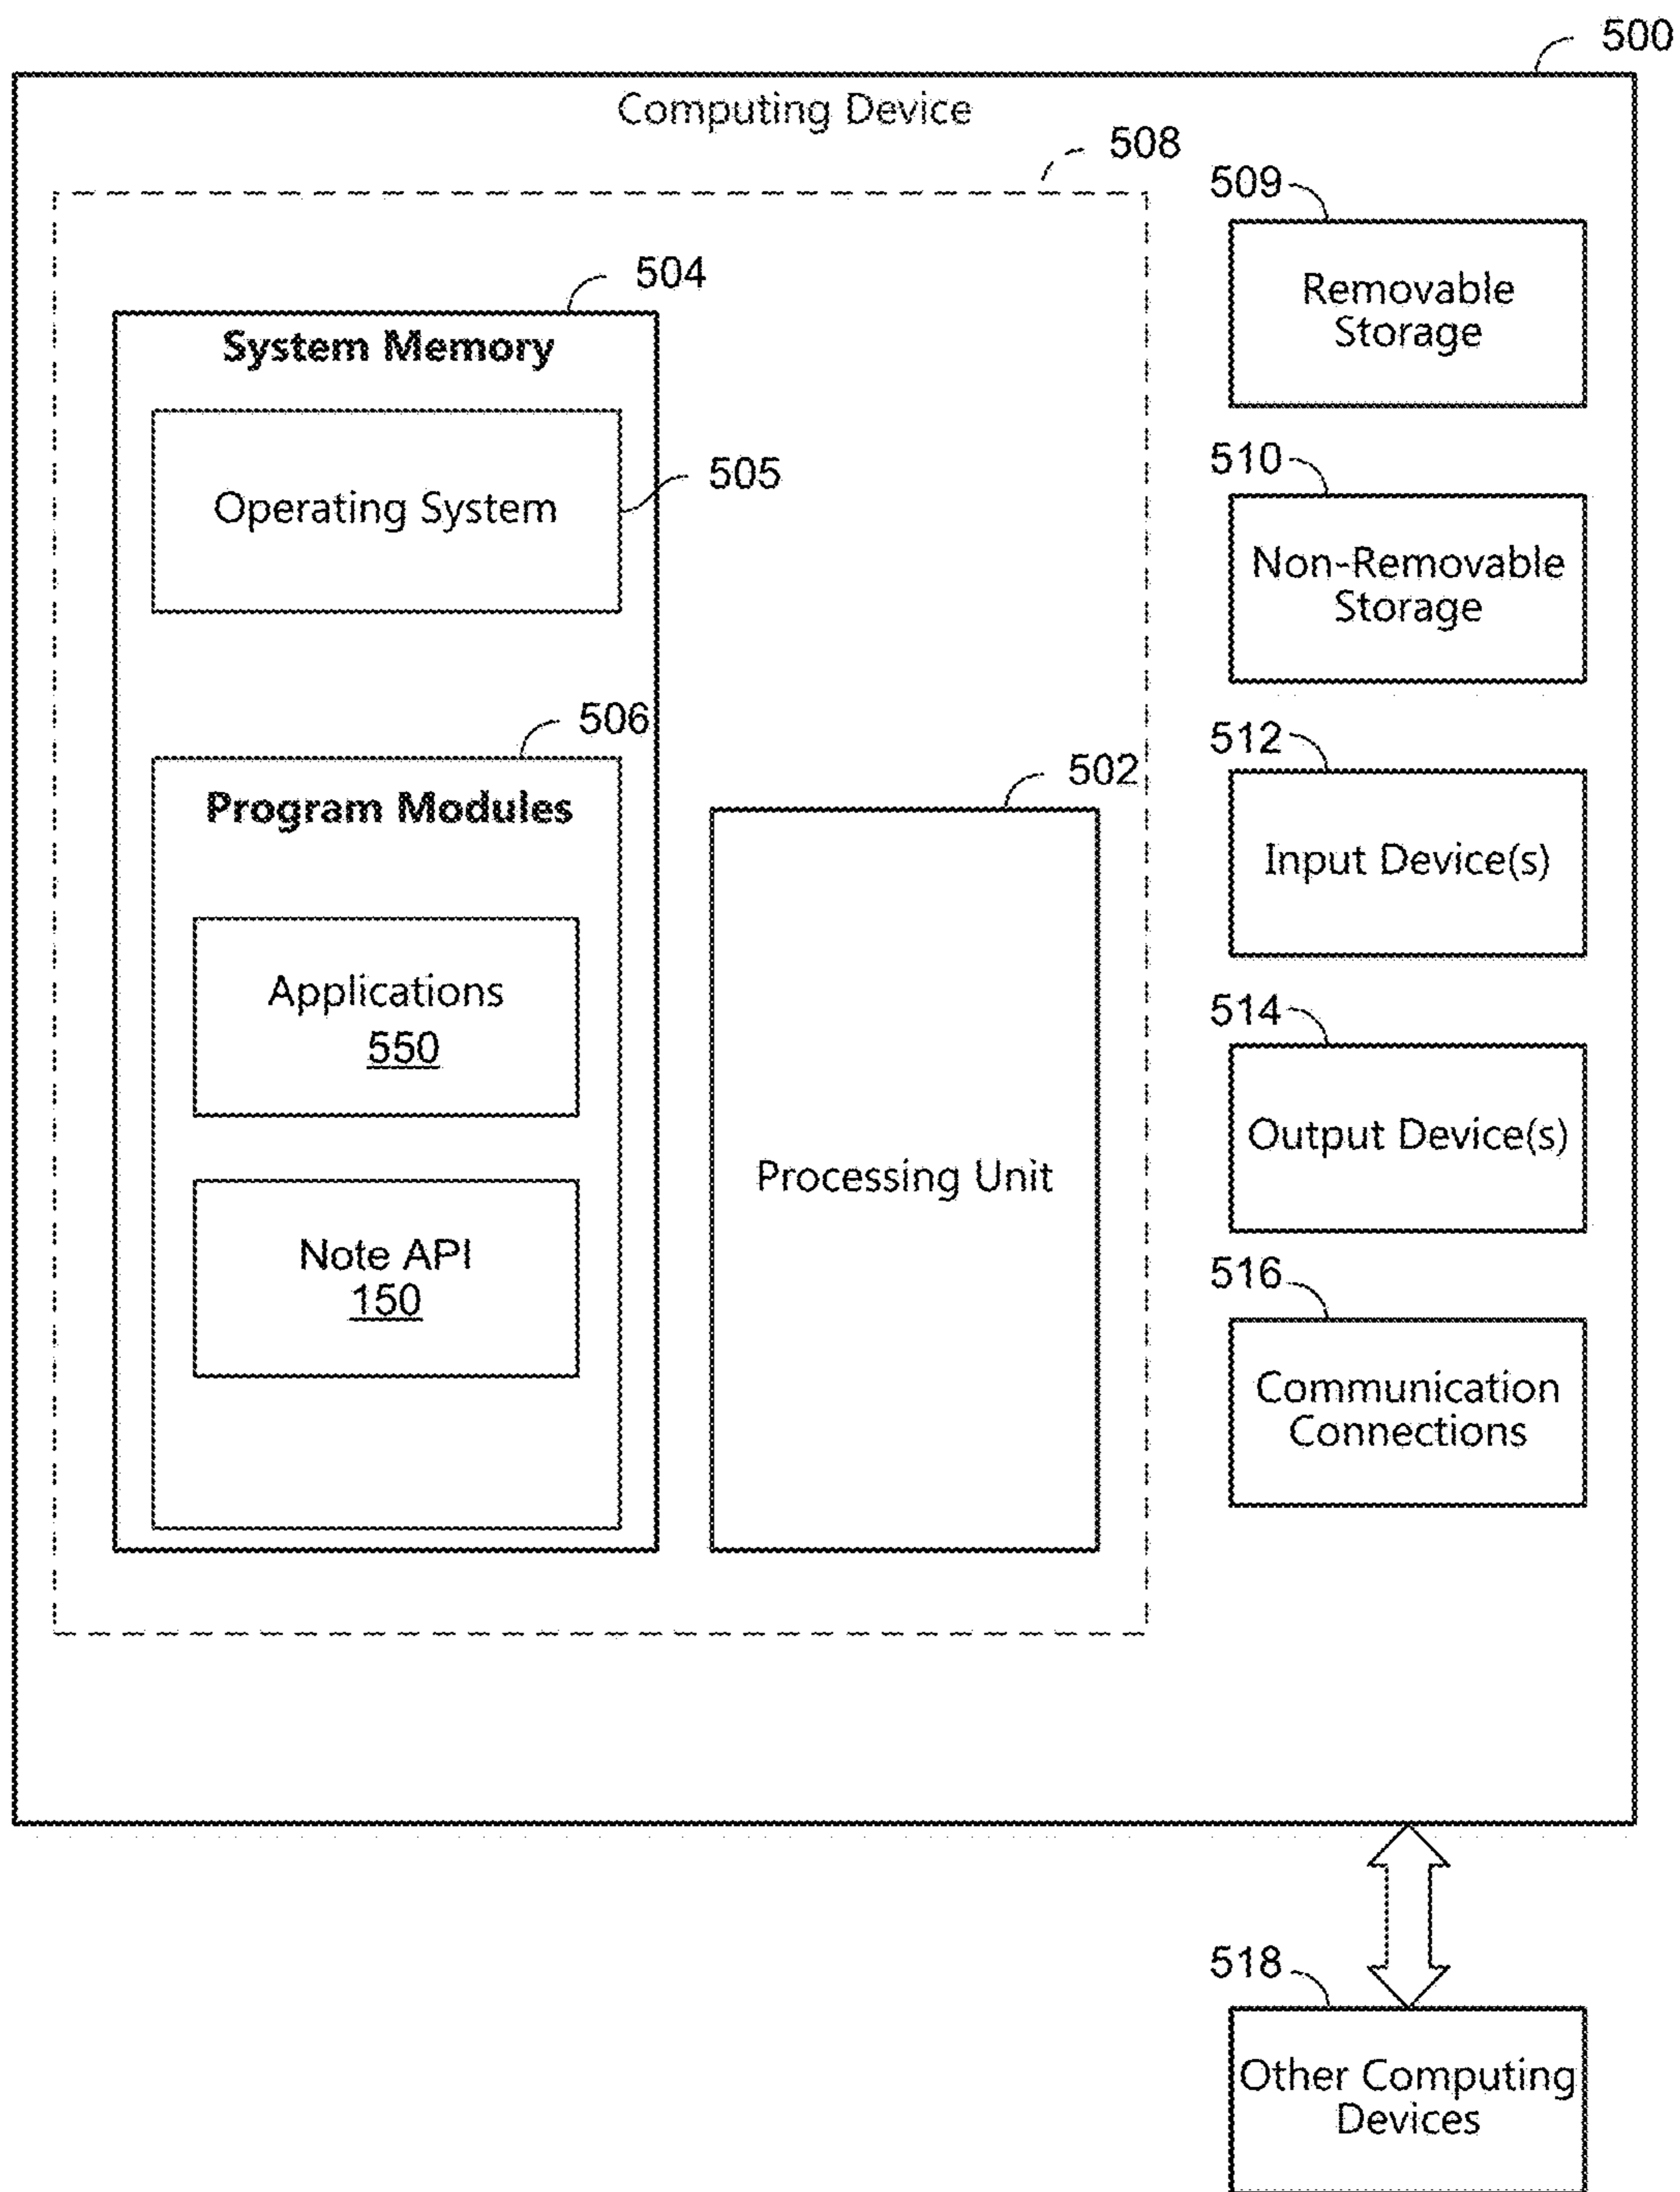 500
Computing Device
508
509
Removable
Storage
504
System Memory
Operating System
505
510
Non-Removable
Storage
506
Program Modules
502
512
Input Device(s)
Applications
550
514
Output Device(s)
Processing Unit
Note API
150
516
Communication
Connections
518
Other Computing
Devices